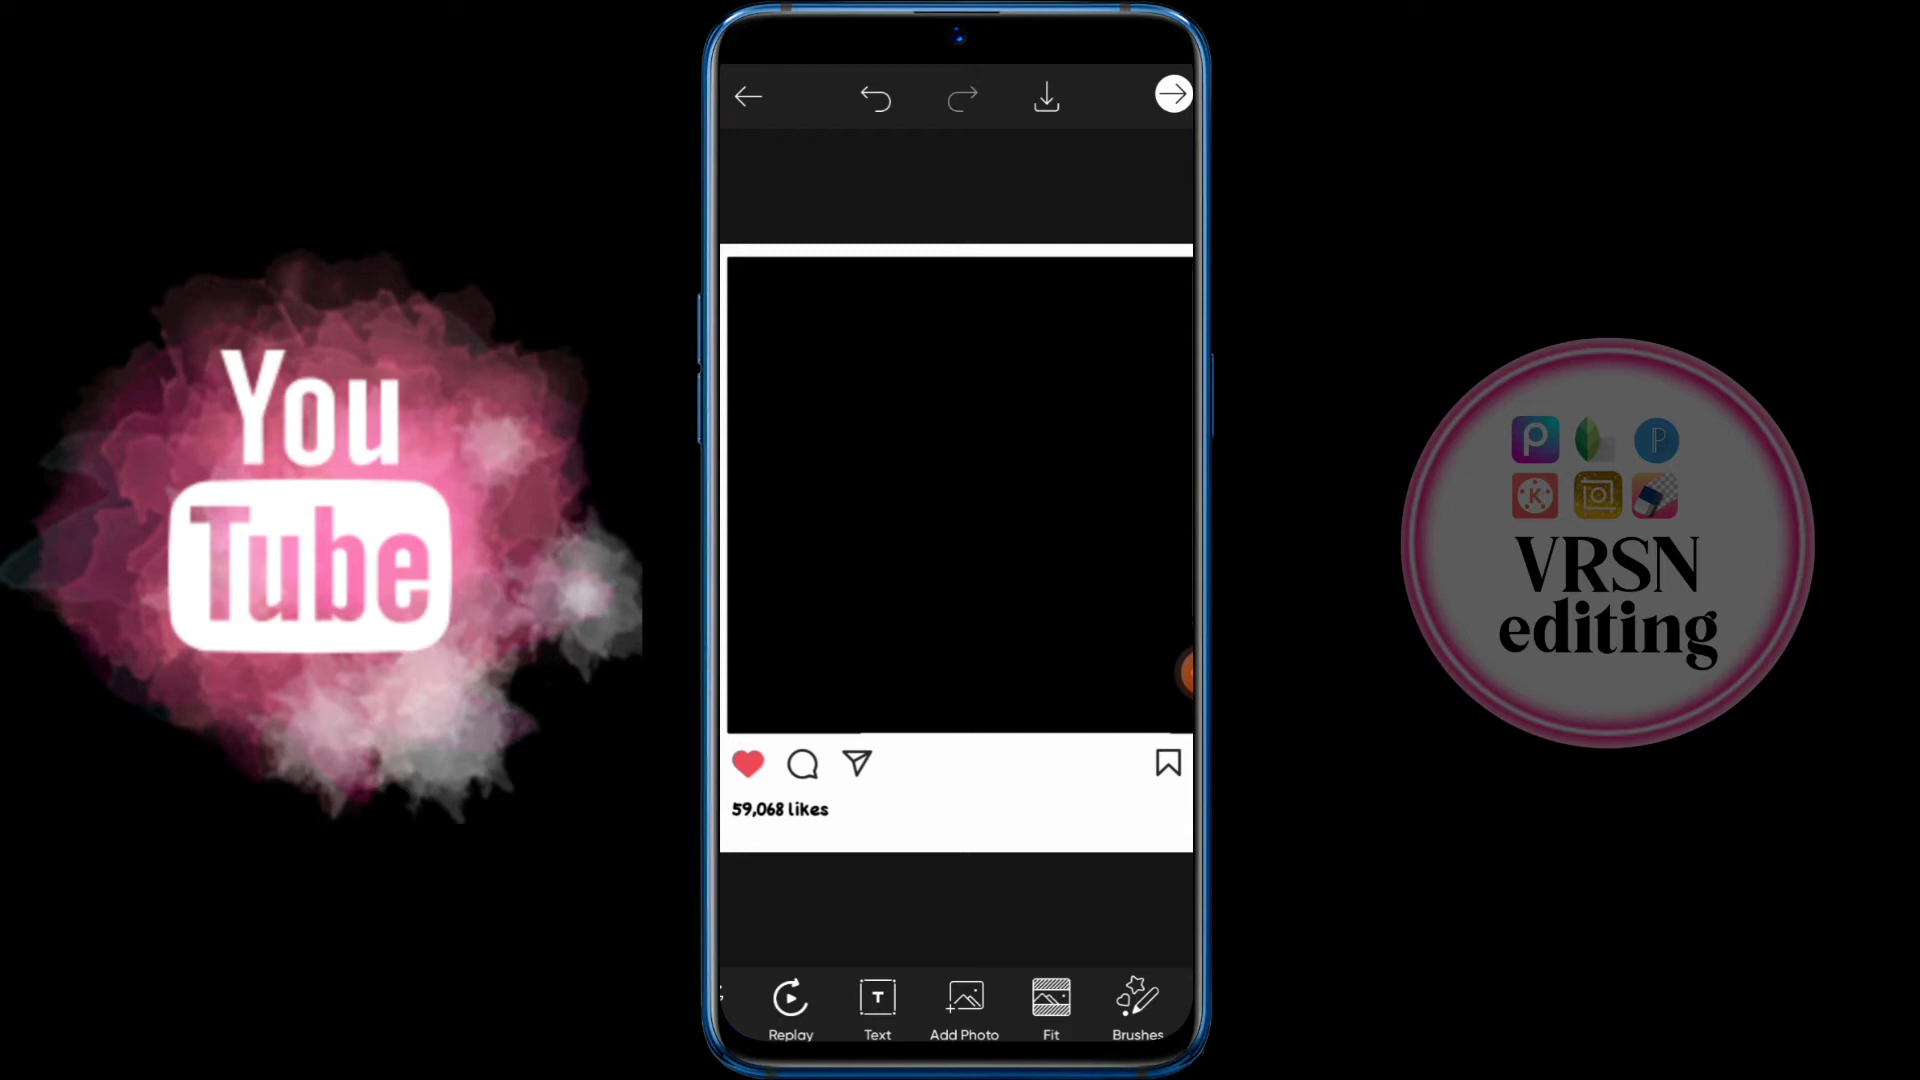 You
Tube
59,068 likes
Replay
Text
Add Photo
Fit
Brushes
P
P
K
VRSN
editing